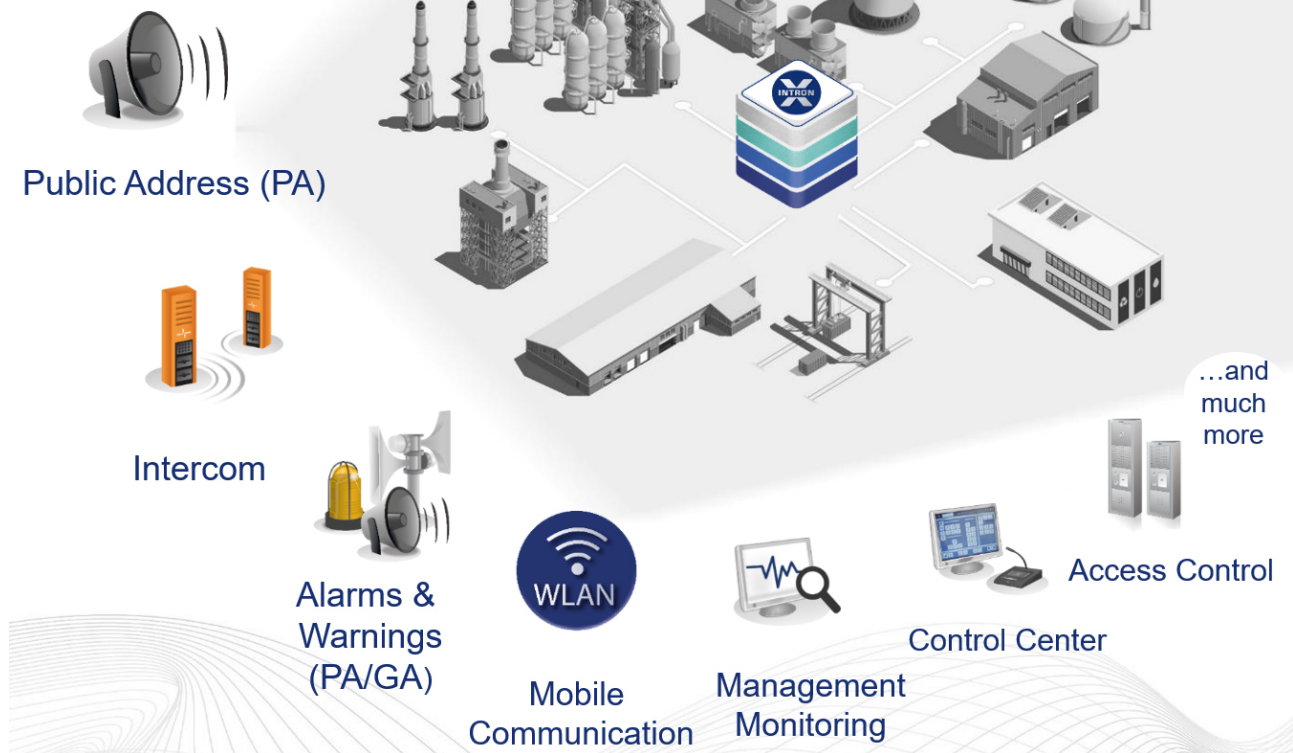 INTRON
X
Public Address (PA)
Intercom
Alarms &
Warnings
(PA/GA)
WLAN
Mobile
Communication
Management
Monitoring
Control Center
Access Control
…and
much
more